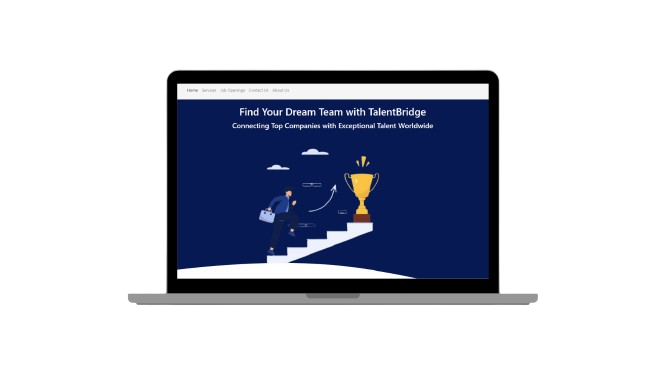 Home Services Job Openings Contact Us About Us
Find Your Dream Team with TalentBridge
Connecting Top Companies with Exceptional Talent Worldwide